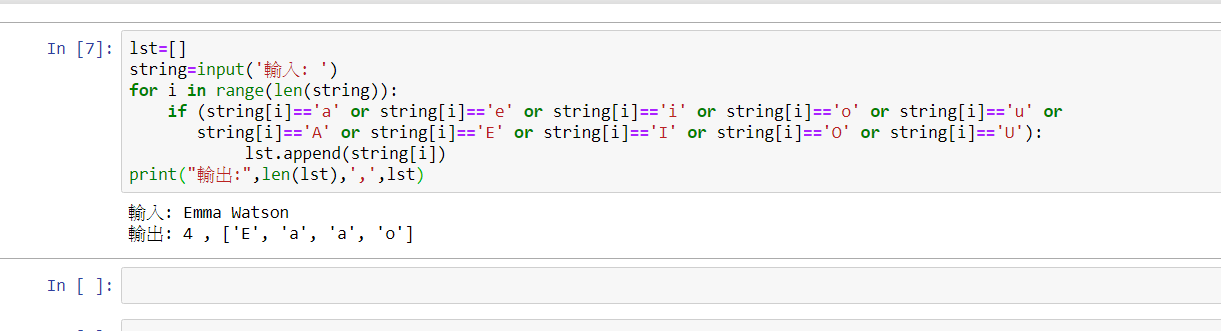 In [7]: lst=[]
string=input('輸入: ')
for i in range(len(string)):
    if (string[i]=='a' or string[i]=='e' or string[i]=='i' or string[i]=='o' or string[i]=='u' or
       string[i]=='A' or string[i]=='E' or string[i]=='I' or string[i]=='O' or string[i]=='U'):
            lst.append(string[i])
print("輸出:",len(lst),',',lst)
輸入: Emma Watson
輸出: 4 , ['E', 'a', 'a', 'o']
In [ ]: